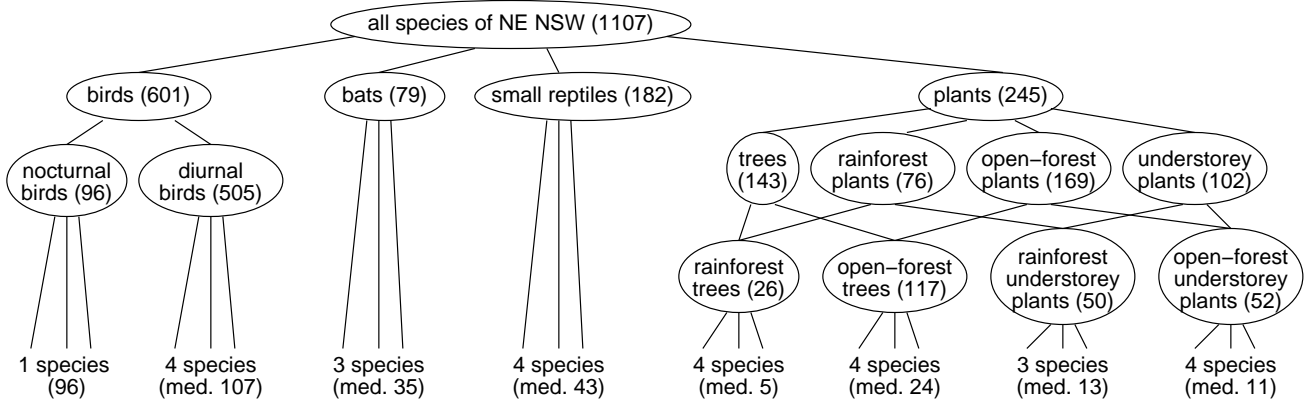 all species of NE NSW (1107)
birds (601)
bats (79)
small reptiles (182)
plants (245)
nocturnal
birds (96)
diurnal
birds (505)
trees
(143)
rainforest
plants (76)
open−forest
plants (169)
understorey
plants (102)
rainforest
trees (26)
open−forest
trees (117)
rainforest
understorey
plants (50)
open−forest
understorey
plants (52)
1 species
(96)
4 species
(med. 107)
3 species
(med. 35)
4 species
(med. 43)
4 species
(med. 5)
4 species
(med. 24)
3 species
(med. 13)
4 species
(med. 11)